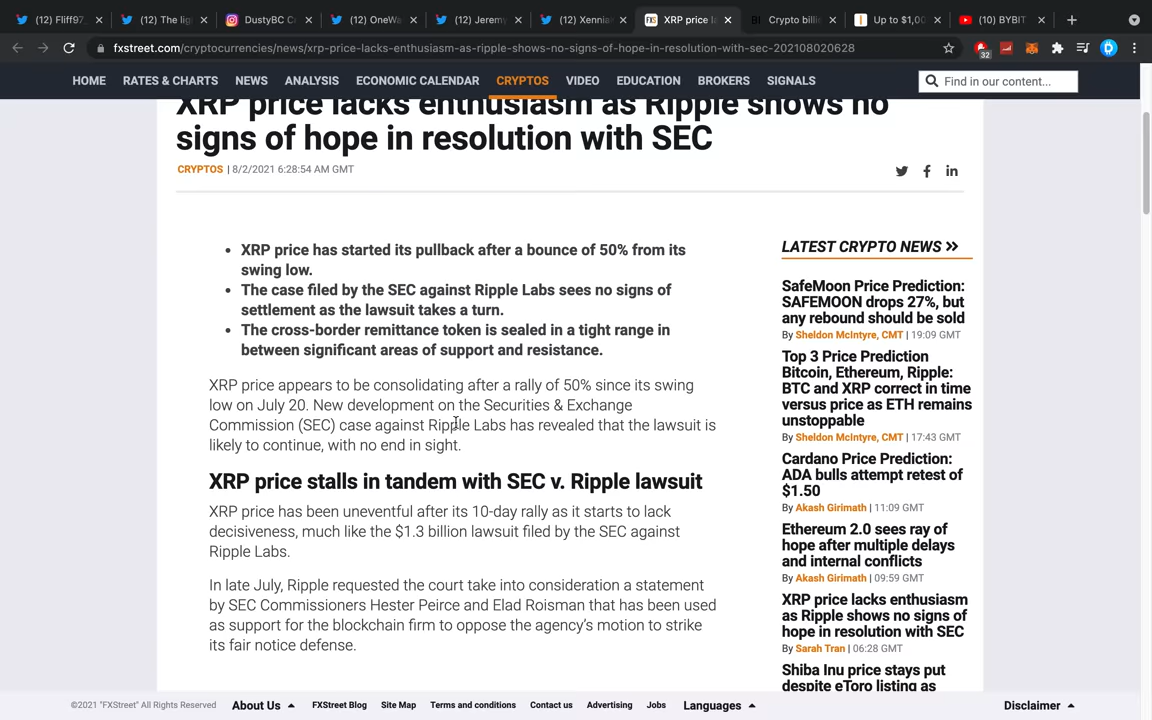 (12) Fliff97
(12) The lig
DustyBC C
(12) OneWa
(12) Jeremy
(12) Xennia
XRP price l
Crypto billi
Up to $1,00
(10) BYBIT
fxstreet.com/cryptocurrencies/news/xrp-price-lacks-enthusiasm-as-ripple-shows-no-signs-of-hope-in-resolution-with-sec-202108020628
32
HOME RATES & CHARTS NEWS ANALYSIS ECONOMIC CALENDAR CRYPTOS VIDEO EDUCATION BROKERS SIGNALS
Find in our content...
XRP price lacks enthusiasm as Ripple shows no
signs of hope in resolution with SEC
CRYPTOS | 8/2/2021 6:28:54 AM GMT
• XRP price has started its pullback after a bounce of 50% from its
swing low.
• The case filed by the SEC against Ripple Labs sees no signs of
settlement as the lawsuit takes a turn.
• The cross-border remittance token is sealed in a tight range in
between significant areas of support and resistance.
XRP price appears to be consolidating after a rally of 50% since its swing
low on July 20. New development on the Securities & Exchange
Commission (SEC) case against Ripple Labs has revealed that the lawsuit is
likely to continue, with no end in sight.
XRP price stalls in tandem with SEC v. Ripple lawsuit
XRP price has been uneventful after its 10-day rally as it starts to lack
decisiveness, much like the $1.3 billion lawsuit filed by the SEC against
Ripple Labs.
In late July, Ripple requested the court take into consideration a statement
by SEC Commissioners Hester Peirce and Elad Roisman that has been used
as support for the blockchain firm to oppose the agency's motion to strike
its fair notice defense.
LATEST CRYPTO NEWS
SafeMoon Price Prediction:
SAFEMOON drops 27%, but
any rebound should be sold
By Sheldon McIntyre, CMT | 19:09 GMT
Top 3 Price Prediction
Bitcoin, Ethereum, Ripple:
BTC and XRP correct in time
versus price as ETH remains
unstoppable
By Sheldon McIntyre, CMT | 17:43 GMT
Cardano Price Prediction:
ADA bulls attempt retest of
$1.50
By Akash Girimath | 11:09 GMT
Ethereum 2.0 sees ray of
hope after multiple delays
and internal conflicts
By Akash Girimath | 09:59 GMT
XRP price lacks enthusiasm
as Ripple shows no signs of
hope in resolution with SEC
By Sarah Tran | 06:28 GMT
Shiba Inu price stays put
despite eToro listing as
©2021 "FXStreet" All Rights Reserved
About Us
FXStreet Blog
Site Map
Terms and conditions
Contact us
Advertising
Jobs
Languages
Disclaimer